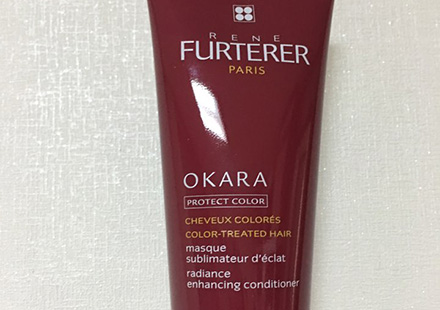 RENE
FURTERER
PARIS
OKARA
PROTECT COLOR
CHEVEUX COLORÉS
COLOR-TREATED HAIR
masque
sublimateur d'éclat
radiance
enhancing conditioner